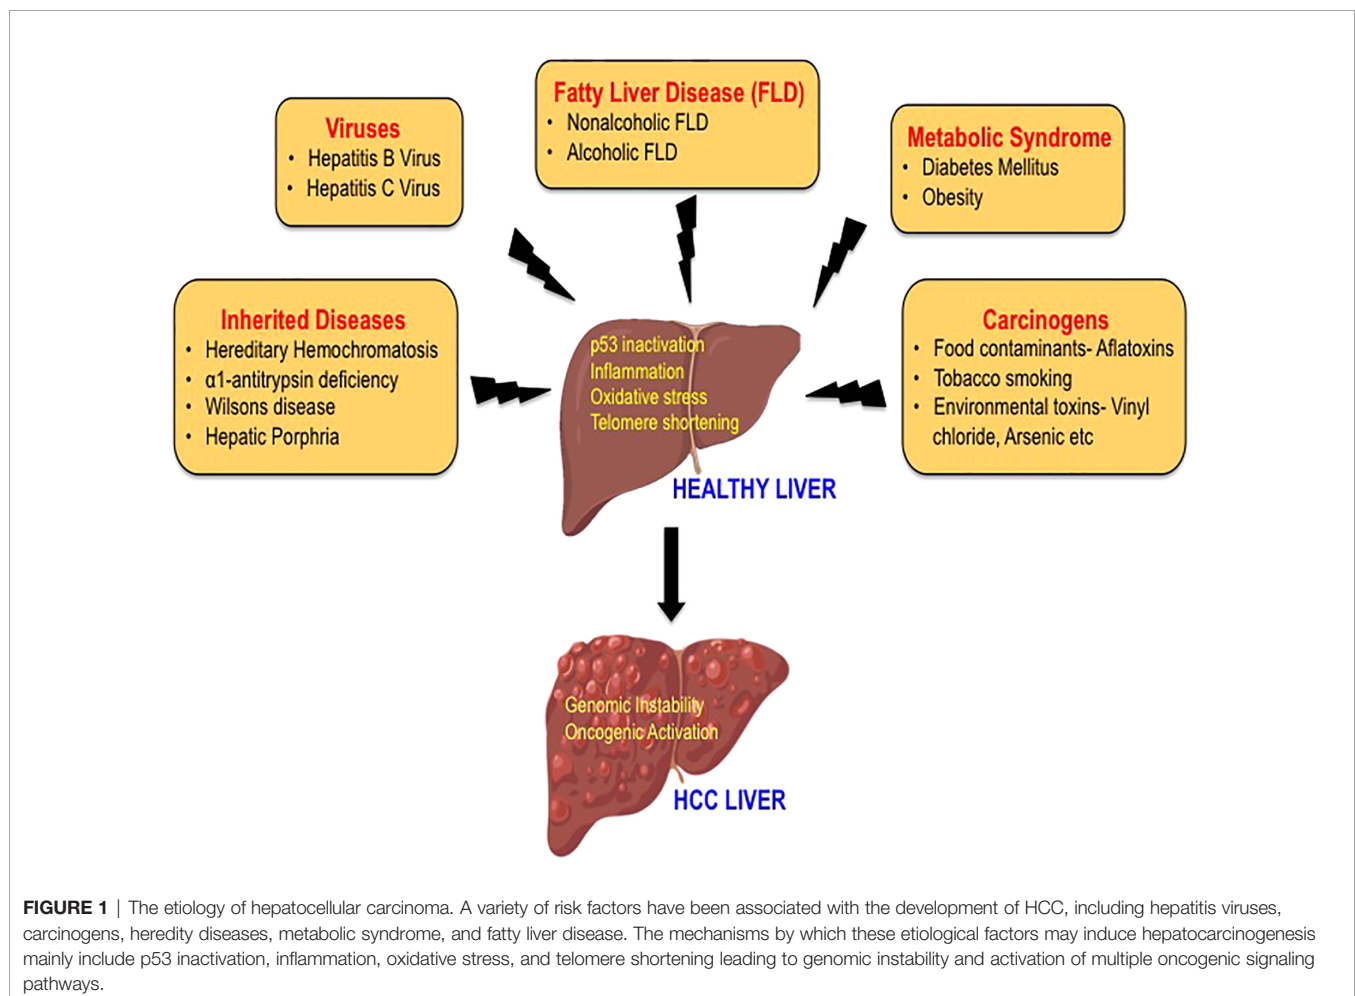 Fatty Liver Disease (FLD)
• Nonalcoholic FLD
• Alcoholic FLD
Viruses
• Hepatitis B Virus
• Hepatitis C Virus
Metabolic Syndrome
• Diabetes Mellitus
• Obesity
Inherited Diseases
• Hereditary Hemochromatosis
• α1-antitrypsin deficiency
• Wilsons disease
• Hepatic Porphria
Carcinogens
• Food contaminants- Aflatoxins
• Tobacco smoking
• Environmental toxins- Vinyl
chloride, Arsenic etc
p53 inactivation
Inflammation
Oxidative stress
Telomere shortening
HEALTHY LIVER
Genomic Instability
Oncogenic Activation
HCC LIVER
FIGURE 1 | The etiology of hepatocellular carcinoma. A variety of risk factors have been associated with the development of HCC, including hepatitis viruses,
carcinogens, heredity diseases, metabolic syndrome, and fatty liver disease. The mechanisms by which these etiological factors may induce hepatocarcinogenesis
mainly include p53 inactivation, inflammation, oxidative stress, and telomere shortening leading to genomic instability and activation of multiple oncogenic signaling
pathways.